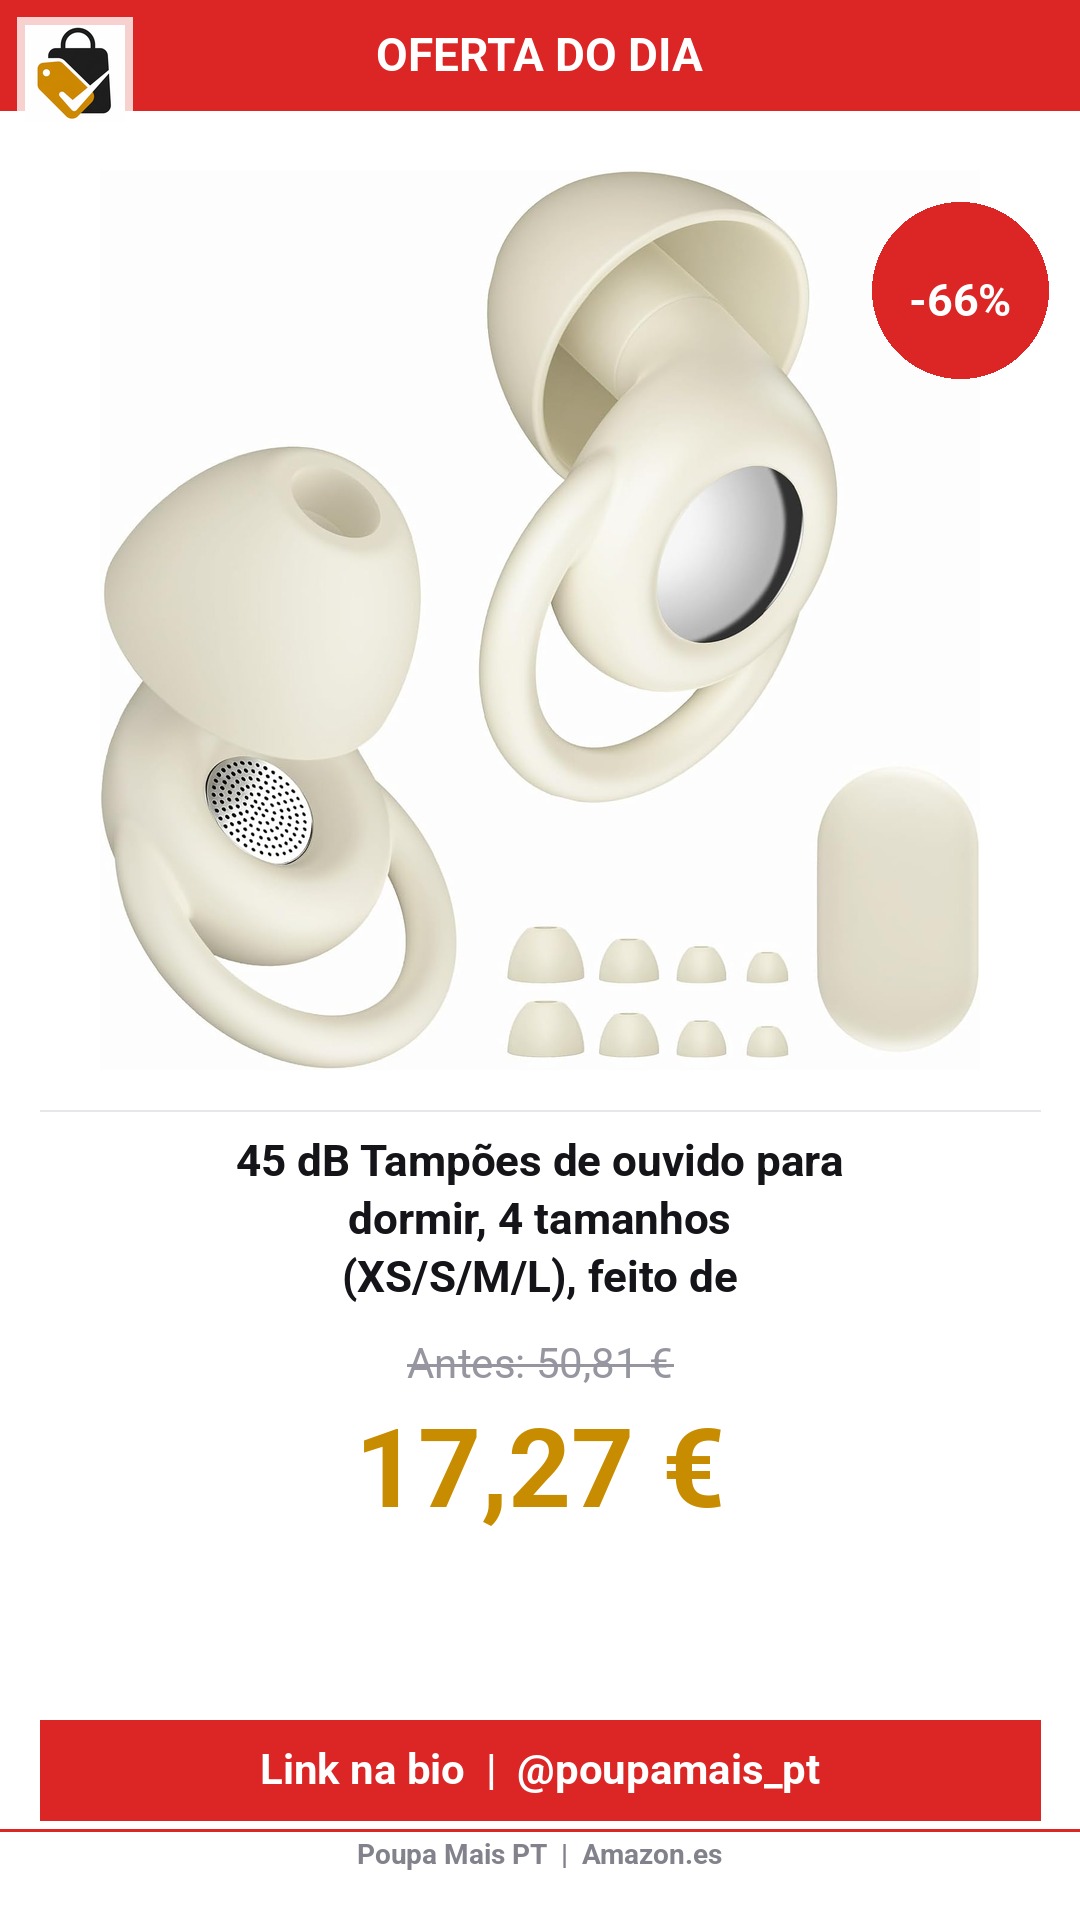 OFERTA DO DIA
-66%
45 dB Tampões de ouvido para
dormir, 4 tamanhos
(XS/S/M/L), feito de
Antes: 50,81 €
17,27 €
Link na bio | @poupamais_pt
Poupa Mais PT | Amazon.es